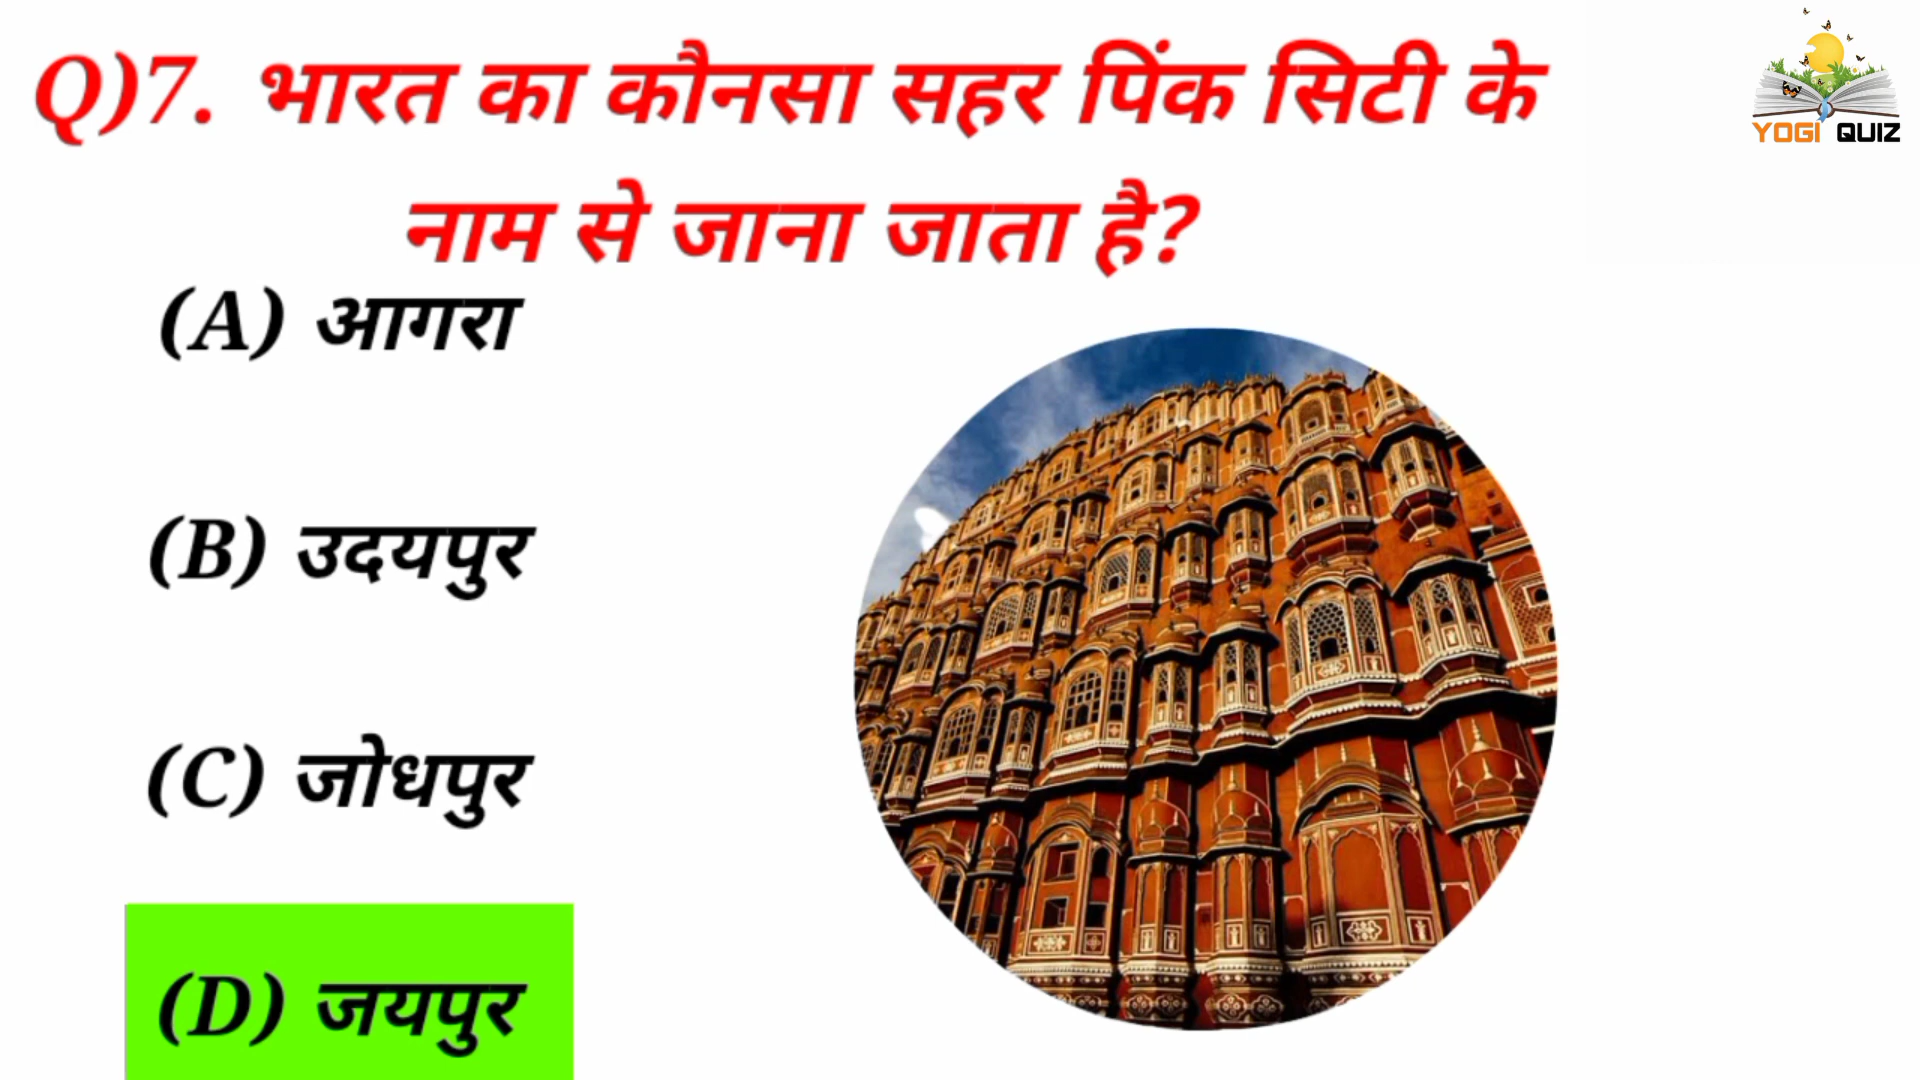 Q)7. भारत का कौनसा सहर पिंक सिटी के
नाम से जाना जाता है?
(A) आगरा
(B) उदयपुर
(C) जोधपुर
(D) जयपुर
YOGI QUIZ